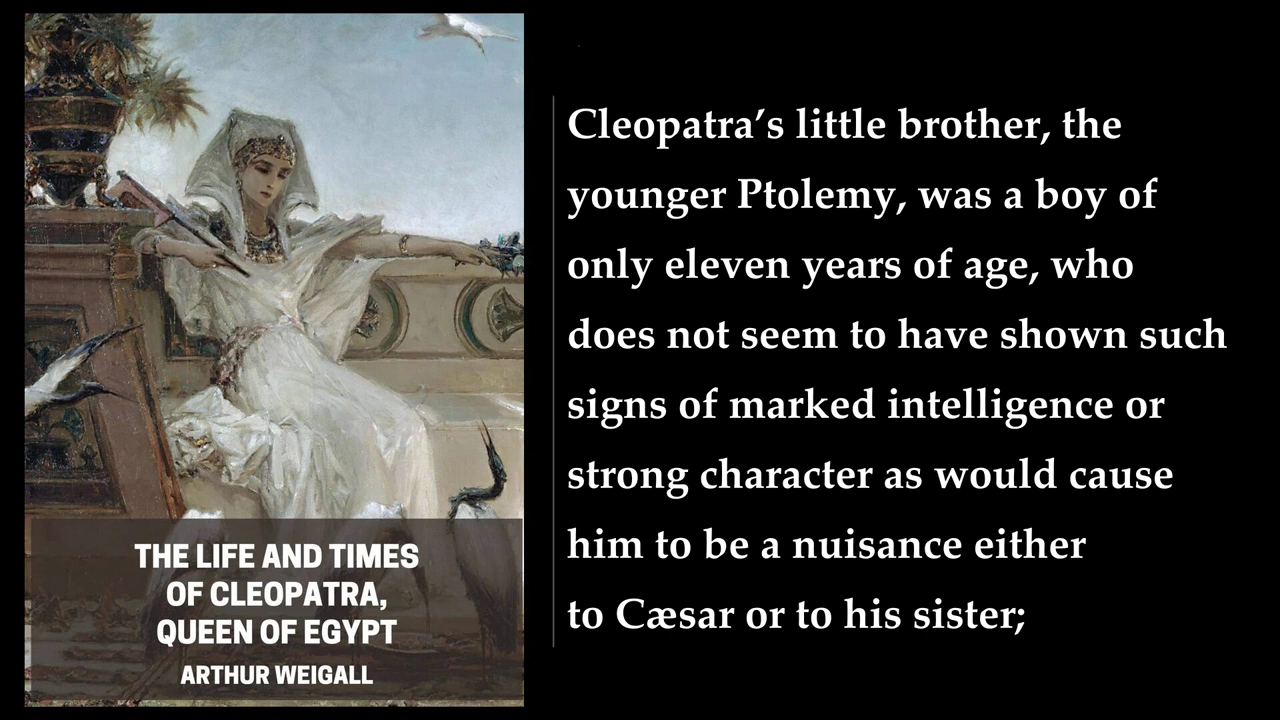 THE LIFE AND TIMES
OF CLEOPATRA,
QUEEN OF EGYPT
ARTHUR WEIGALL
Cleopatra’s little brother, the
younger Ptolemy, was a boy of
only eleven years of age, who
does not seem to have shown such
signs of marked intelligence or
strong character as would cause
him to be a nuisance either
to Cæsar or to his sister;